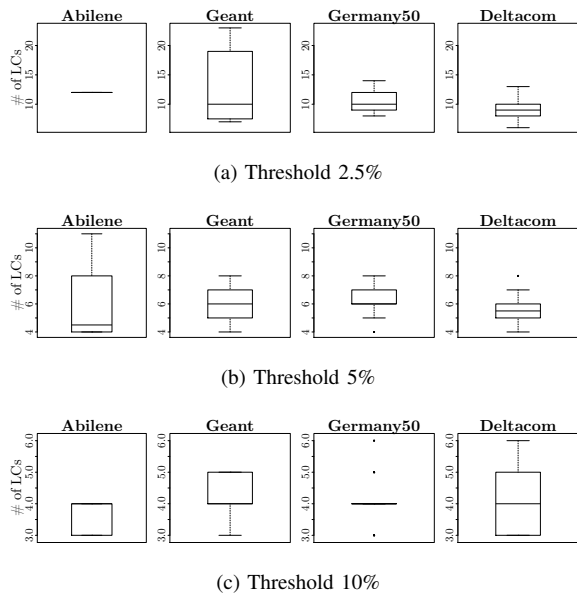 Abilene Geant Germany50 Deltacom
# of LCs
10 15 20
10 15 20
10 15 20
10 15 20
(a) Threshold 2.5%
Abilene Geant Germany50 Deltacom
# of LCs
4 6 8 10
4 6 8 10
4 6 8 10
4 6 8 10
(b) Threshold 5%
Abilene Geant Germany50 Deltacom
# of LCs
3.0 4.0 5.0 6.0
3.0 4.0 5.0 6.0
3.0 4.0 5.0 6.0
3.0 4.0 5.0 6.0
(c) Threshold 10%